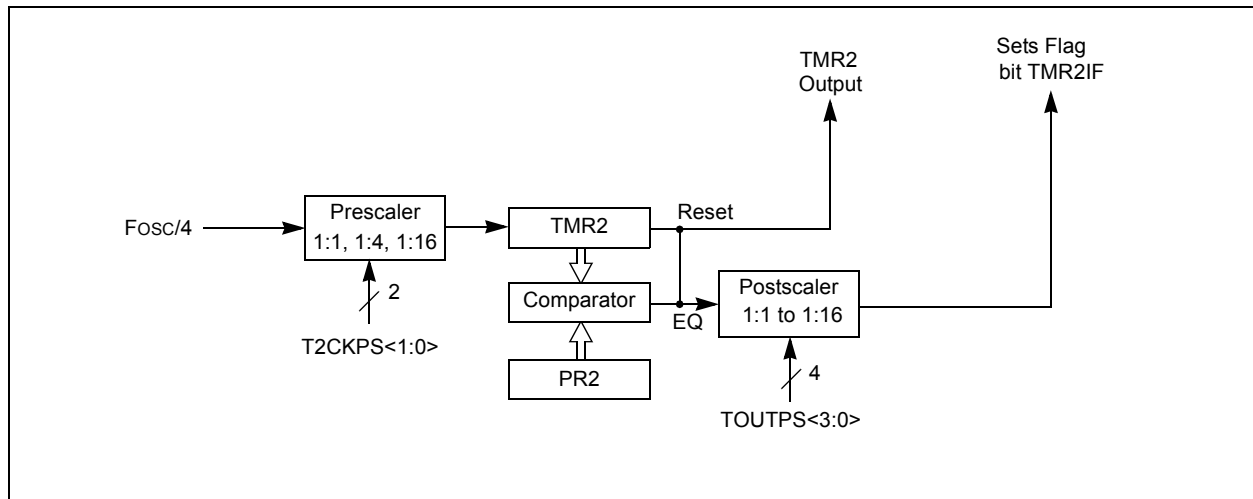 TMR2
Output
Sets Flag
bit TMR2IF
Fosc/4
Prescaler
1:1, 1:4, 1:16
2
T2CKPS<1:0>
TMR2
Reset
Comparator
EQ
PR2
Postscaler
1:1 to 1:16
4
TOUTPS<3:0>